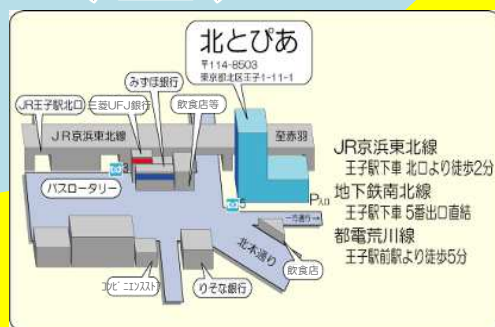 北とぴあ
〒114-8503
東京都北区王子1-11-1
みずほ銀行
JR王子駅北口
三菱UFJ銀行
飲食店等
JR京浜東北線
至赤羽
3
バスロータリー
5
P入口
一方通行
北本通り
飲食店
コンビニエンスストア
りそな銀行
JR京浜東北線
王子駅下車 北口より徒歩2分
地下鉄南北線
王子駅下車 5番出口直結
都電荒川線
王子駅前駅より徒歩5分